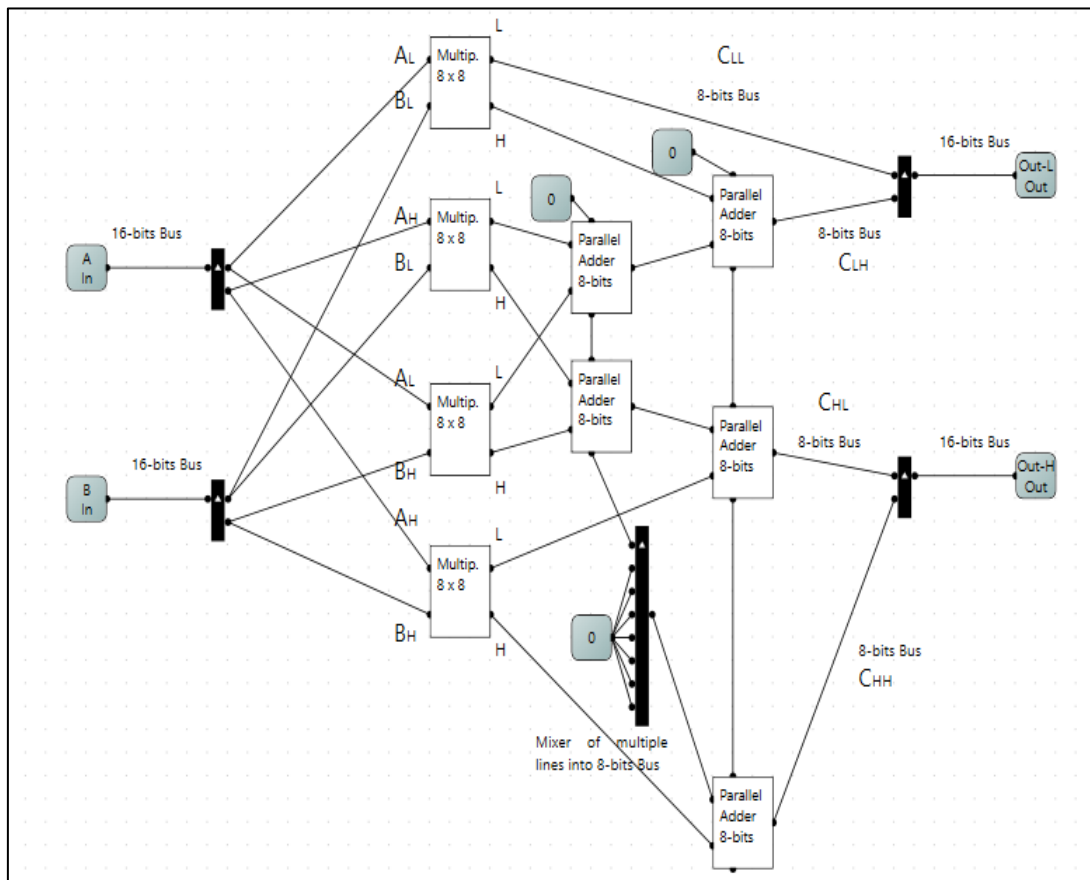 L
AL
Multip.
8 x 8
CLL
8-bits Bus
BL
H
0
16-bits Bus
Out-L
Out
L
0
Parallel
Adder
8-bits
AH
Multip.
8 x 8
16-bits Bus
A
In
BL
Parallel
Adder
8-bits
8-bits Bus
CLH
H
L
AL
Multip.
8 x 8
Parallel
Adder
8-bits
CHL
Parallel
Adder
8-bits
8-bits Bus
16-bits Bus
Out-H
Out
16-bits Bus
B
In
BH
H
AH
L
Multip.
8 x 8
0
BH
H
8-bits Bus
CHH
Mixer of multiple
lines into 8-bits Bus
Parallel
Adder
8-bits